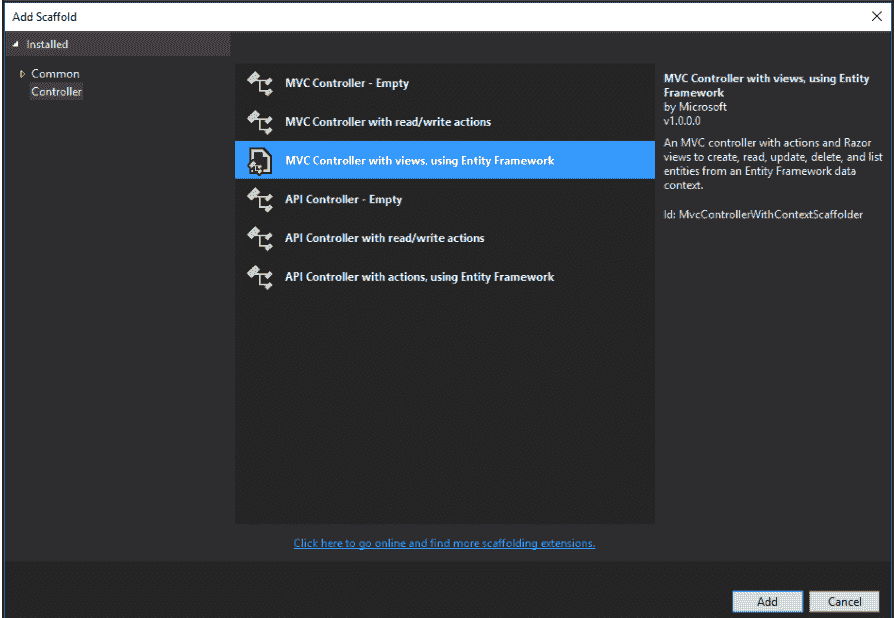 Add Scaffold
Installed
Common
Controller
MVC Controller - Empty
MVC Controller with read/write actions
MVC Controller with views, using Entity Framework
API Controller - Empty
API Controller with read/write actions
API Controller with actions, using Entity Framework
MVC Controller with views, using Entity
Framework
by Microsoft
v1.0.0.0
An MVC controller with actions and Razor
views to create, read, update, delete, and list
entities from an Entity Framework data
context.
Id: MvcControllerWithContextScaffolder
Click here to go online and find more scaffolding extensions.
Add
Cancel